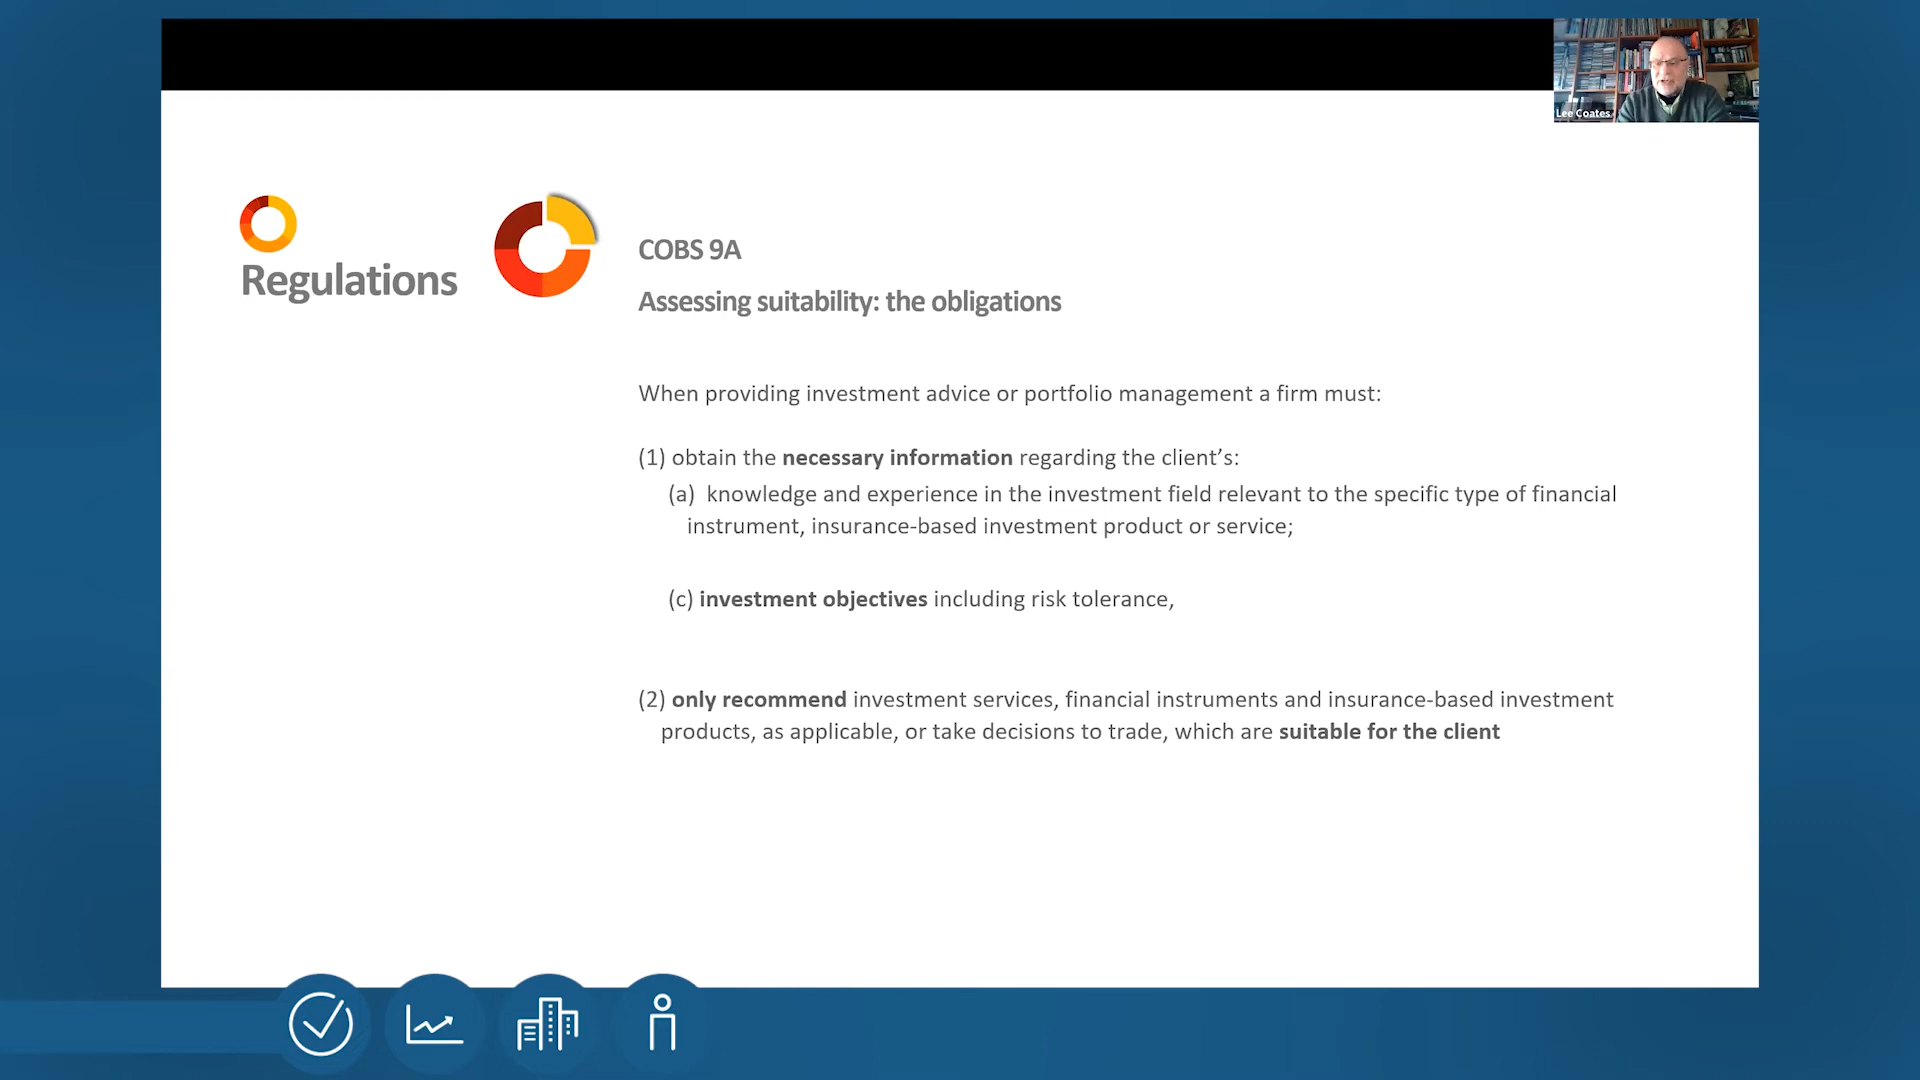 Lee Coates
Regulations
COBS 9A
Assessing suitability: the obligations
When providing investment advice or portfolio management a firm must:
(1) obtain the necessary information regarding the client’s:
(a) knowledge and experience in the investment field relevant to the specific type of financial
instrument, insurance-based investment product or service;
(c) investment objectives including risk tolerance,
(2) only recommend investment services, financial instruments and insurance-based investment
products, as applicable, or take decisions to trade, which are suitable for the client